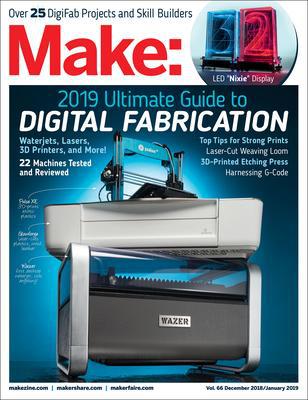 Over 25 DigiFab Projects and Skill Builders
Make:
LED "Nixie" Display
2019 Ultimate Guide to
DIGITAL FABRICATION
Waterjets, Lasers,
3D Printers, and More!
22 Machines Tested
and Reviewed
Top Tips for Strong Prints
Laser-Cut Weaving Loom
3D-Printed Etching Press
Harnessing G-Code
WAZER
makezine.com | makershare.com | makerfaire.com
Vol. 66 December 2018/January 2019